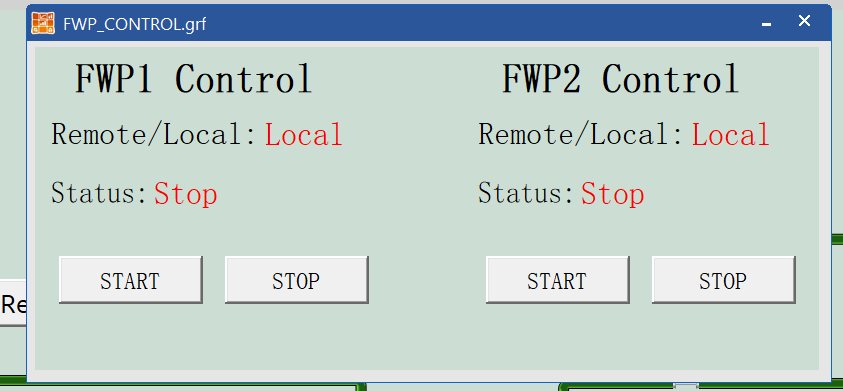 FWP_CONTROL.grf
FWP1 Control
Remote/Local: Local
Status: Stop
START STOP
FWP2 Control
Remote/Local: Local
Status: Stop
START STOP
Re